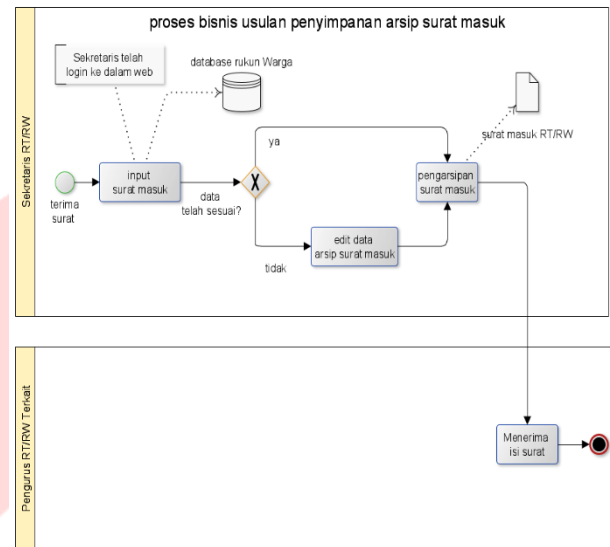 proses bisnis usulan penyimpanan arsip surat masuk
Sekretaris RT/RW
Sekretaris telah
login ke dalam web
database rukun Warga
surat masuk RT/RW
terima
surat
input
surat masuk
data
telah sesuai?
ya
tidak
edit data
arsip surat masuk
pengarsipan
surat masuk
Pengurus RT/RW Terkait
Menerima
isi surat